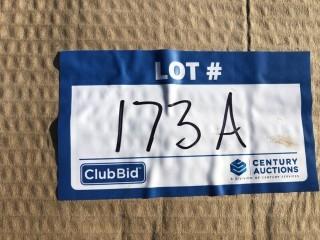 LOT #
173 A
ClubBid
CENTURY
AUCTIONS
A DIVISION OF CENTURY SERVICES